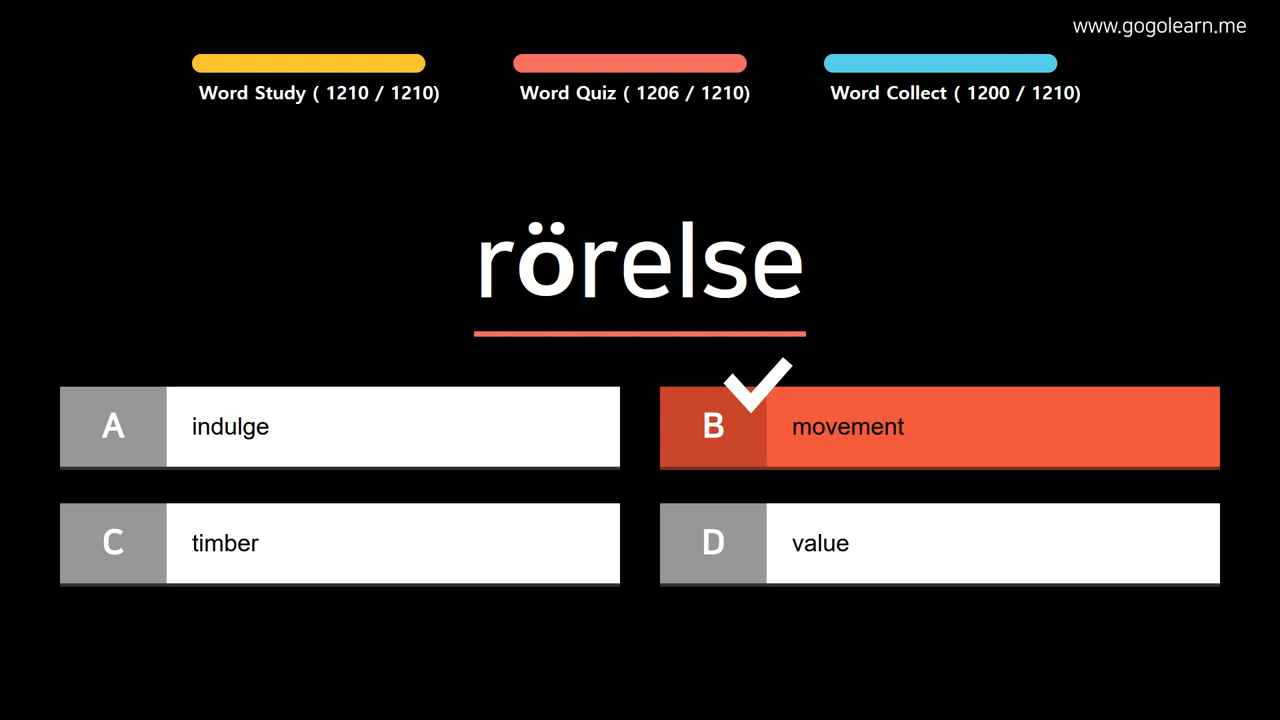 www.gogolearn.me
Word Study ( 1210 / 1210)
Word Quiz ( 1206 / 1210)
Word Collect ( 1200 / 1210)
rörelse
A indulge
B movement
C timber
D value